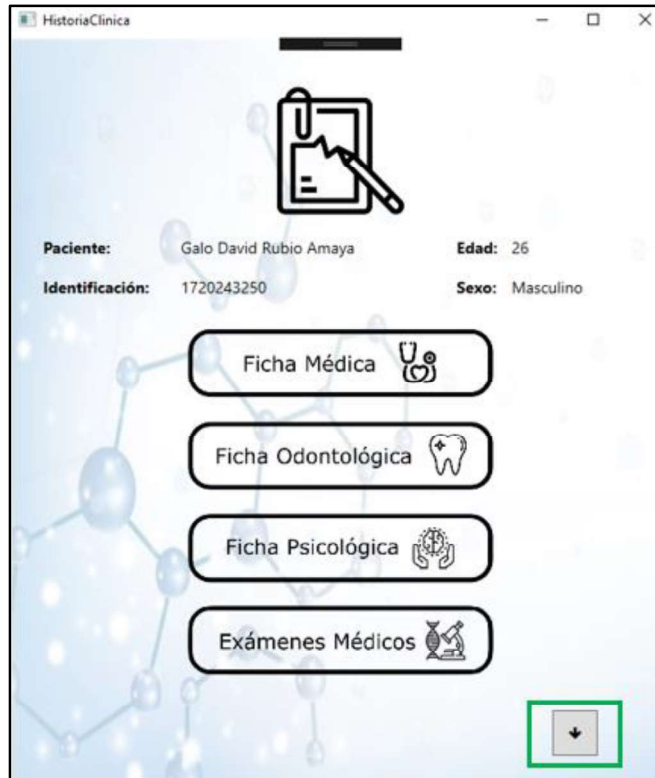 HistoriaClinica
Paciente: Galo David Rubio Amaya Edad: 26
Identificación: 1720243250 Sexo: Masculino
Ficha Médica
Ficha Odontológica
Ficha Psicológica
Exámenes Médicos